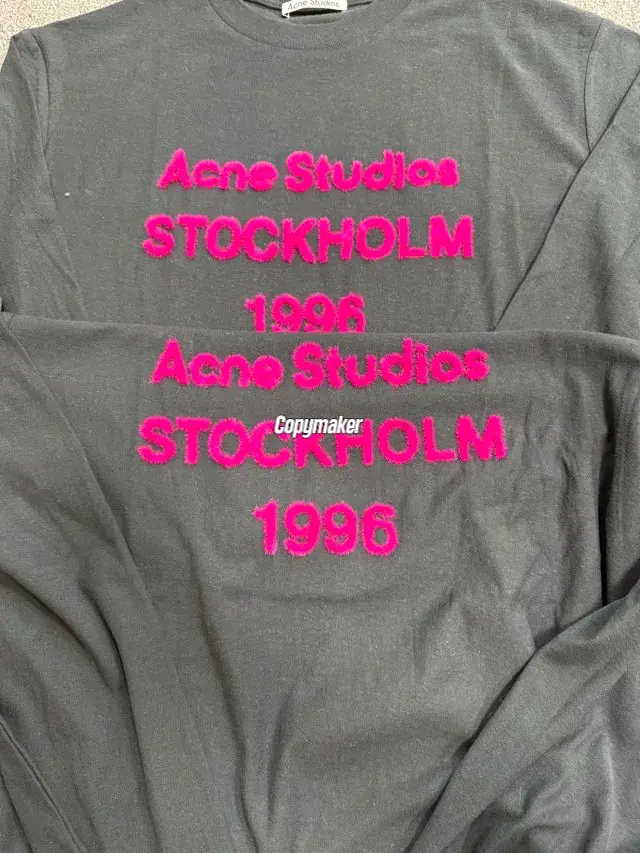 Acne Studios
Acne Studios
STOCKHOLM
1996
Acne Studios
Copymaker
STOCKHOLM
1996